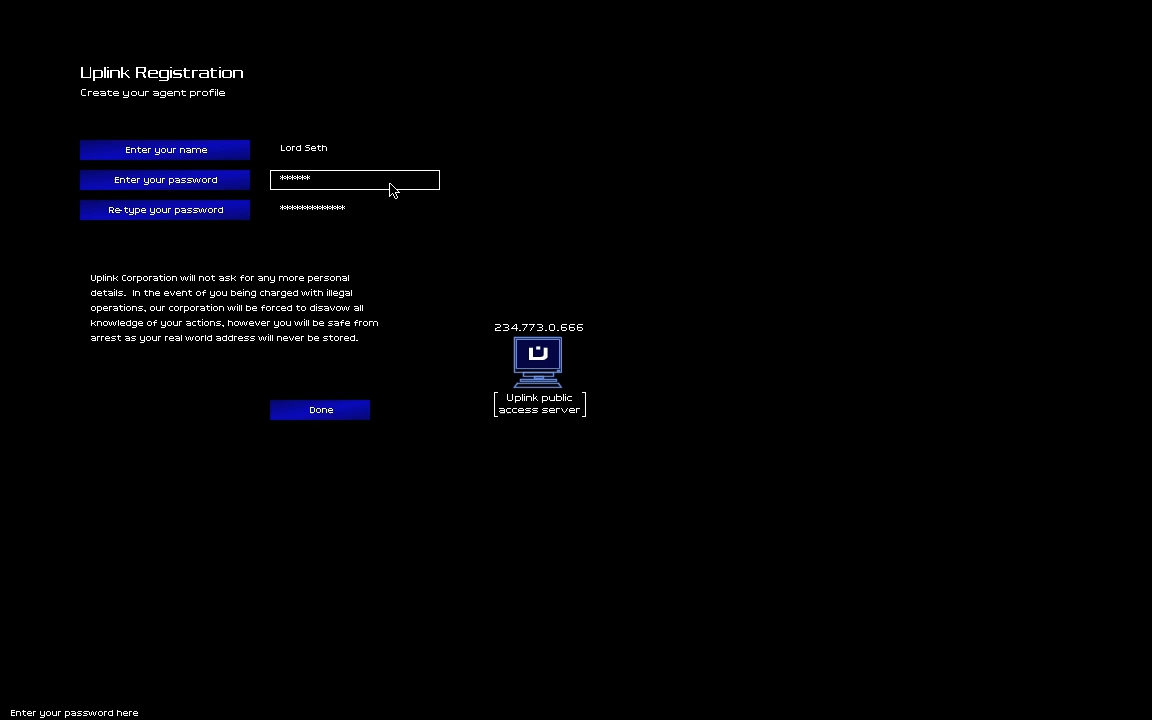 Uplink Registration
Create your agent profile
Enter your name
Lord Seth
Enter your password
*******
Re-type your password
***************
Uplink Corporation will not ask for any more personal
details.  In the event of you being charged with illegal
operations, our corporation will be forced to disavow all
knowledge of your actions, however you will be safe from
arrest as your real world address will never be stored.
234.773.0.666
Uplink public
access server
Done
Enter your password here